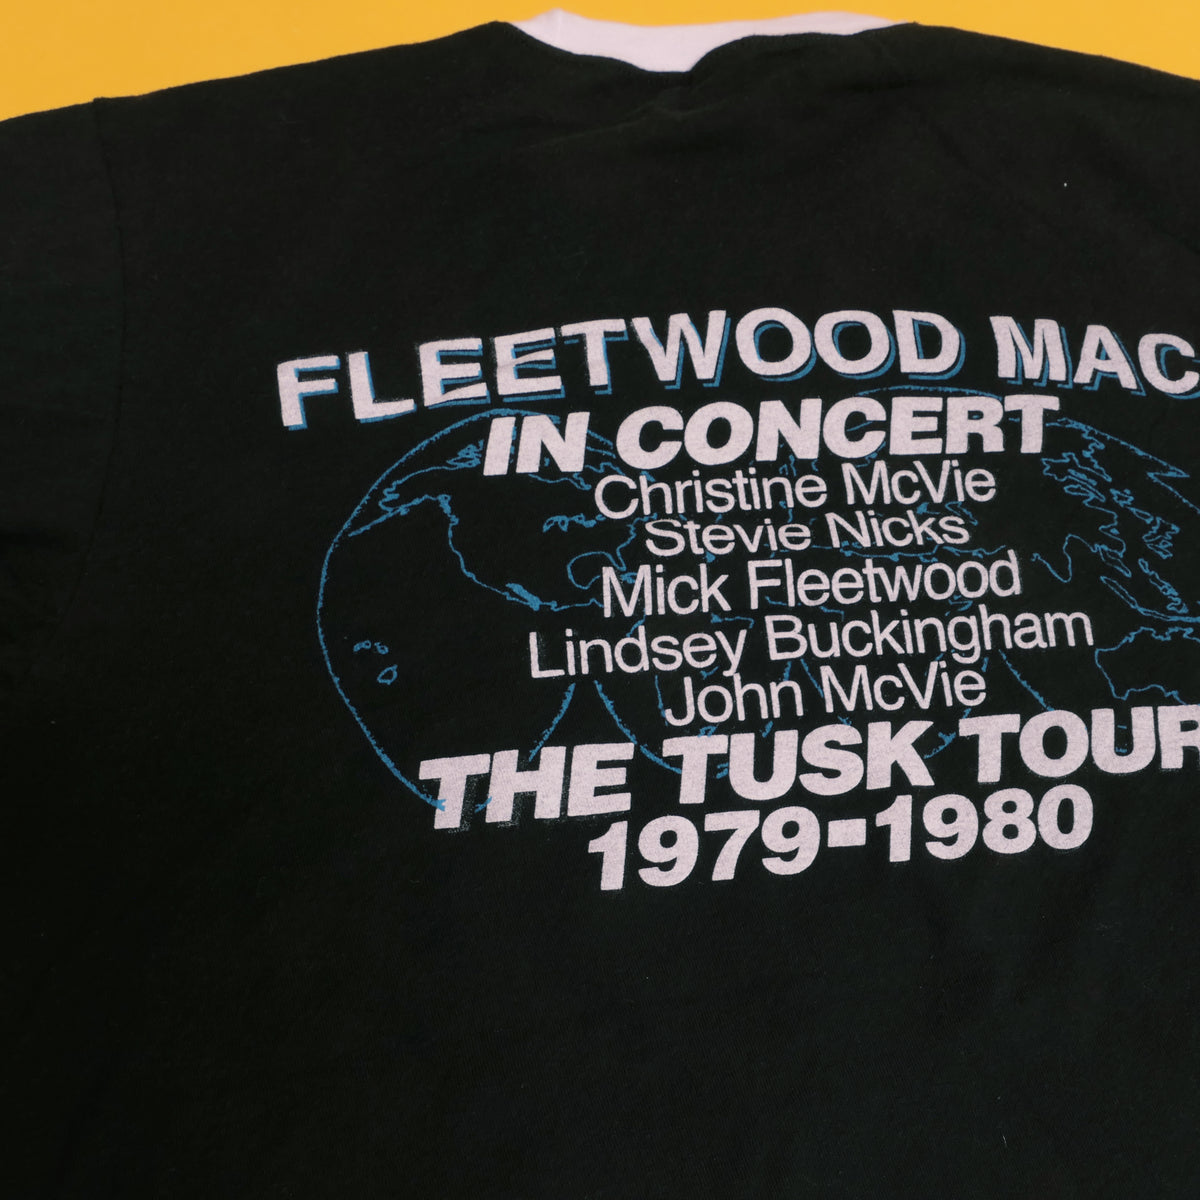 FLEETWOOD MAC
IN CONCERT
Christine McVie
Stevie Nicks
Mick Fleetwood
Lindsey Buckingham
John McVie
THE TUSK TOUR
1979-1980